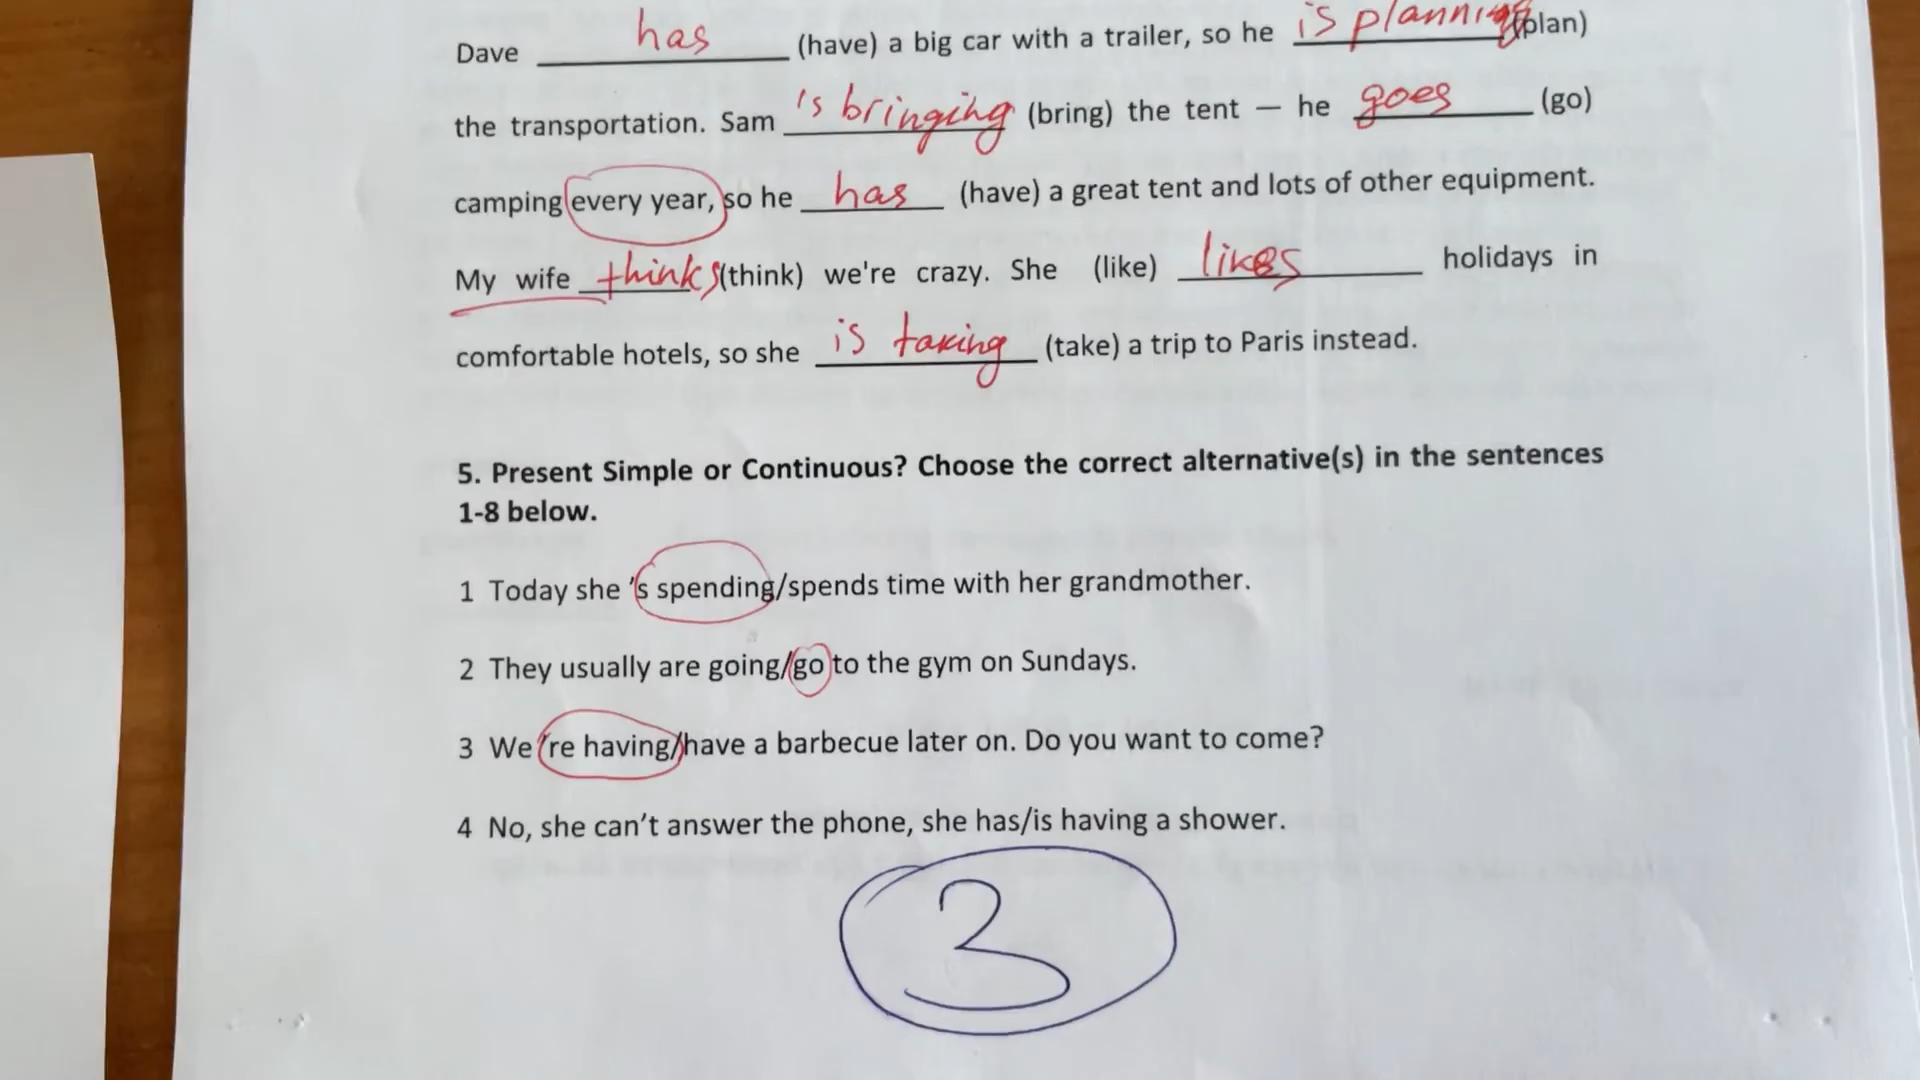 Dave has (have) a big car with a trailer, so he is planning (plan)
the transportation. Sam is bringing (bring) the tent — he goes (go)
camping every year, so he has (have) a great tent and lots of other equipment.
My wife thinks (think) we're crazy. She (like) likes holidays in
comfortable hotels, so she is taking (take) a trip to Paris instead.
5. Present Simple or Continuous? Choose the correct alternative(s) in the sentences
1-8 below.
1 Today she 's spending/spends time with her grandmother.
2 They usually are going/go to the gym on Sundays.
3 We 're having/have a barbecue later on. Do you want to come?
4 No, she can't answer the phone, she has/is having a shower.
3